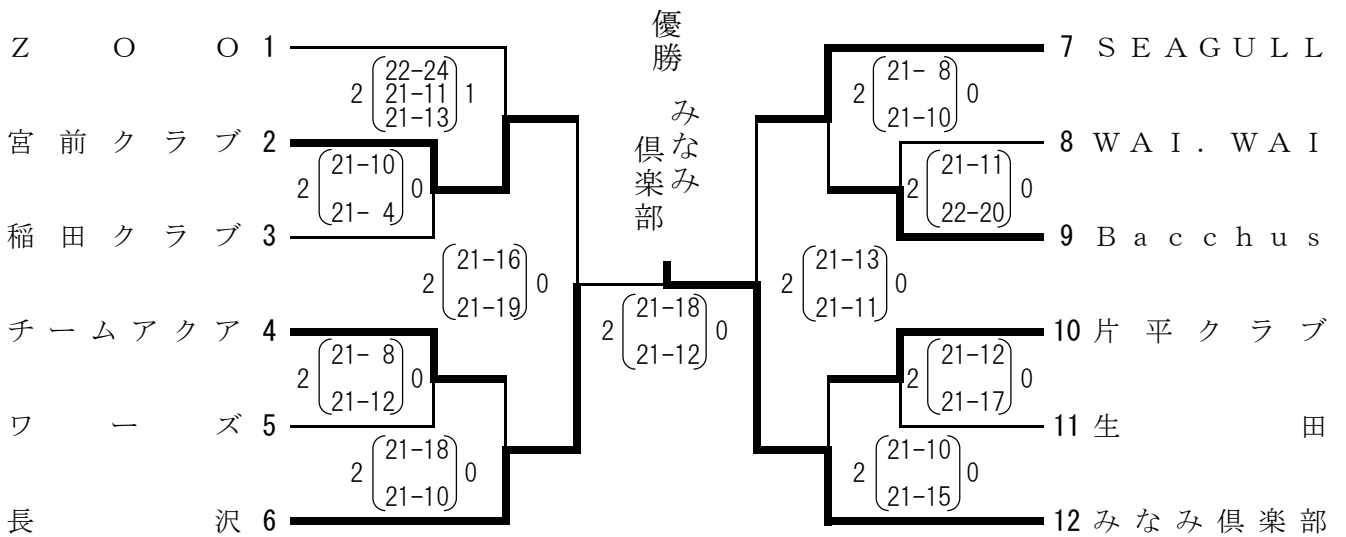 優勝 みなみ倶楽部
ZOO 1
2 22-24 21-11 21-13 1
宮前クラブ 2
2 21-10 21- 4 0
稲田クラブ 3
2 21-16 21-19 0
チームアクア 4
2 21- 8 21-12 0
ワーズ 5
2 21-18 21-10 0
長沢 6
2 21-18 21-12 0
7 SEAGULL
2 21- 8 21-10 0
8 WAI.WAI
2 21-11 22-20 0
9 Bacchus
2 21-13 21-11 0
10 片平クラブ
2 21-12 21-17 0
11 生田
2 21-10 21-15 0
12 みなみ倶楽部